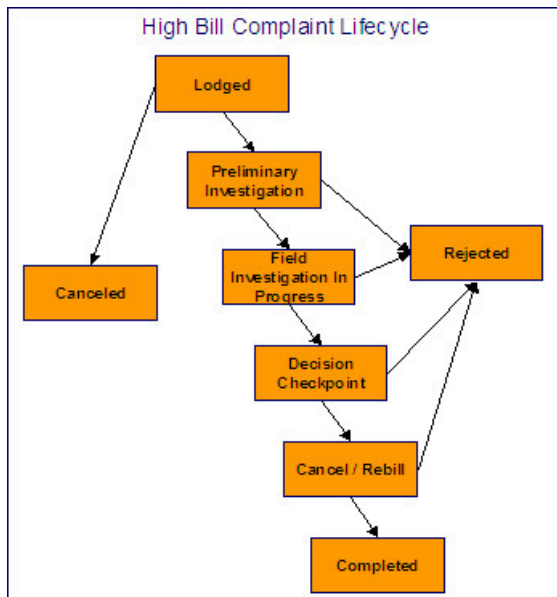 High Bill Complaint Lifecycle
Lodged
Preliminary
Investigation
Field
Investigation In
Progress
Rejected
Canceled
Decision
Checkpoint
Cancel / Rebill
Completed